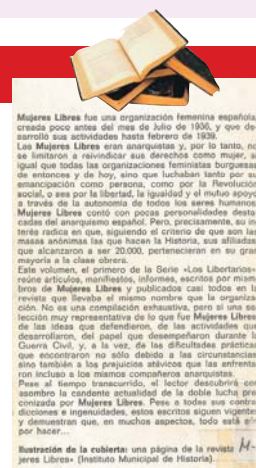 Mujeres Libres fue una organización femenina española,
creada poco antes del mes de Julio de 1936, y que de-
sarrolló sus actividades hasta febrero de 1939.
Las Mujeres Libres eran anarquistas y, por lo tanto, no
se limitaron a reivindicar sus derechos como mujer, al
igual que todas las organizaciones feministas burguesas
de entonces y de hoy, sino que luchaban tanto por su
emancipación como persona, como por la Revolución
social, o sea por la libertad, la igualdad y el mutuo apoyo
a través de la autonomía de todos los seres humanos.
Mujeres Libres contó con pocas personalidades desta-
cadas del anarquismo español. Pero, precisamente, su in-
terés radica en que, siguiendo el criterio de que son las
masas anónimas las que hacen la Historia, sus afiliadas
que alcanzaron a ser 20.000, pertenecieran en su gran
mayoría a la clase obrera.
Este volumen, el primero de la Serie «Los Libertarios»
reúne artículos, manifiestos, informes, escritos por miem-
bros de Mujeres Libres y publicados casi todos en la
revista que llevaba el mismo nombre que la organiza-
ción. No es una compilación exhaustiva, pero sí una se-
lección muy representativa de lo que fue Mujeres Libres
de las ideas que defendieron, de las actividades que
desarrollaron, del papel que desempeñaron durante la
Guerra Civil, y, a la vez, de las dificultades prácticas
que encontraron no sólo debido a las circunstancias
sino también a los prejuicios atávicos que las enfrenta-
ron incluso a los mismos compañeros anarquistas.
Pese al tiempo transcurrido, el lector descubrirá con
asombro la candente actualidad de la doble lucha pre-
conizada por Mujeres Libres. Pese a todas sus contra-
dicciones e ingenuidades, estos escritos siguen vigentes
y demuestran que, en muchos aspectos, todo está
por hacer...
Ilustración de la cubierta: una página de la revista M-
jeres Libres» (Instituto Municipal de Historia).